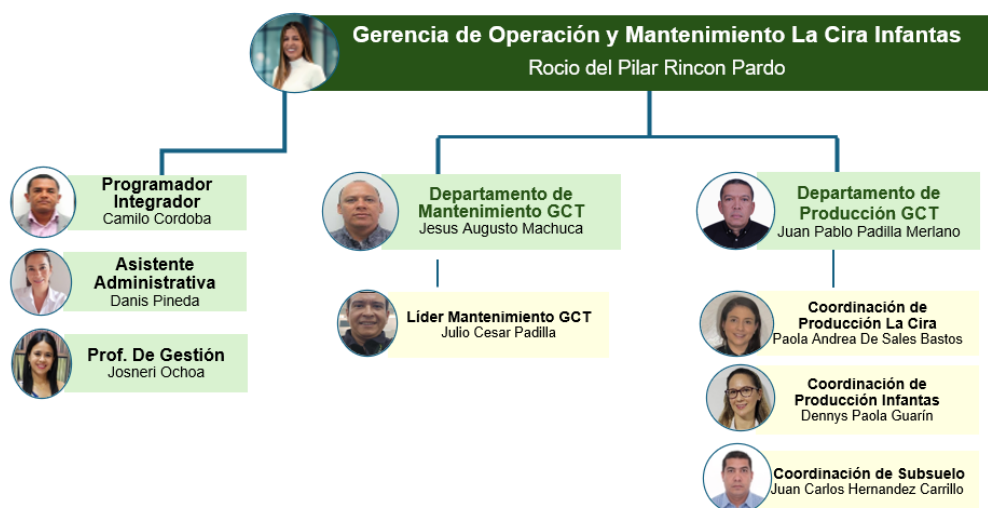 Gerencia de Operación y Mantenimiento La Cira Infantas
Rocio del Pilar Rincon Pardo
Programador
Integrador
Camilo Cordoba
Asistente
Administrativa
Danis Pineda
Prof. De Gestión
Josneri Ochoa
Departamento de
Mantenimiento GCT
Jesus Augusto Machuca
Líder Mantenimiento GCT
Julio Cesar Padilla
Departamento de
Producción GCT
Juan Pablo Padilla Merlano
Coordinación de
Producción La Cira
Paola Andrea De Sales Bastos
Coordinación de
Producción Infantas
Dennys Paola Guarín
Coordinación de Subsuelo
Juan Carlos Hernandez Carrillo